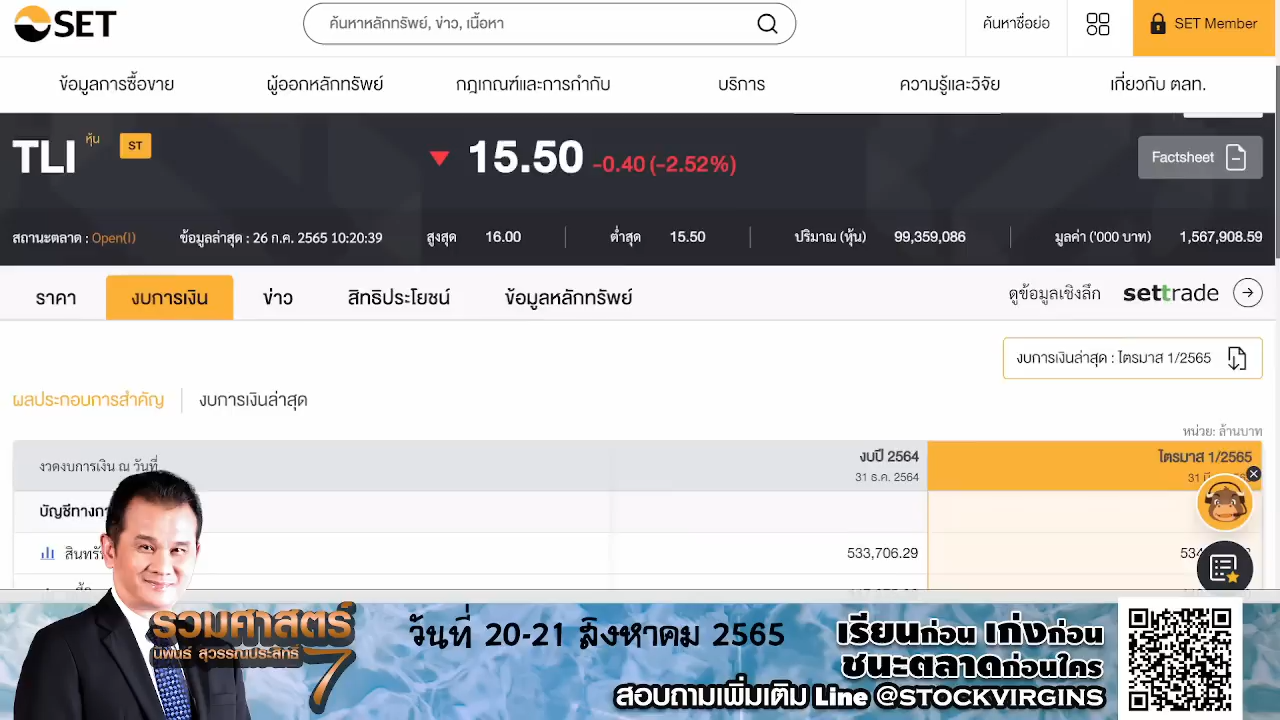 SET
ค้นหาหลักทรัพย์, ข่าว, เนื้อหา
ค้นหาชื่อย่อ
SET Member
ข้อมูลการซื้อขาย
ผู้ออกหลักทรัพย์
กฎเกณฑ์และการกำกับ
บริการ
ความรู้และวิจัย
เกี่ยวกับ ตลท.
TLI หุ้น ST
15.50 -0.40 (-2.52%)
Factsheet
สถานะตลาด : Open(I)
ข้อมูลล่าสุด : 26 ก.ค. 2565 10:20:39
สูงสุด 16.00
ต่ำสุด 15.50
ปริมาณ (หุ้น) 99,359,086
มูลค่า ('000 บาท) 1,567,908.59
ราคา
งบการเงิน
ข่าว
สิทธิประโยชน์
ข้อมูลหลักทรัพย์
ดูข้อมูลเชิงลึก settrade
งบการเงินล่าสุด : ไตรมาส 1/2565
ผลประกอบการสำคัญ
งบการเงินล่าสุด
หน่วย: ล้านบาท
งวดงบการเงิน ณ วันที่
งบปี 2564
31 ธ.ค. 2564
ไตรมาส 1/2565
31
533,706.29
รวมศาสตร์
นิพันธ์ สุวรรณประสิทธิ์
7
วันที่ 20-21 สิงหาคม 2565
เรียนก่อน เก่งก่อน
ชนะตลาดก่อนใคร
สอบถามเพิ่มเติม Line @STOCKVIRGINS